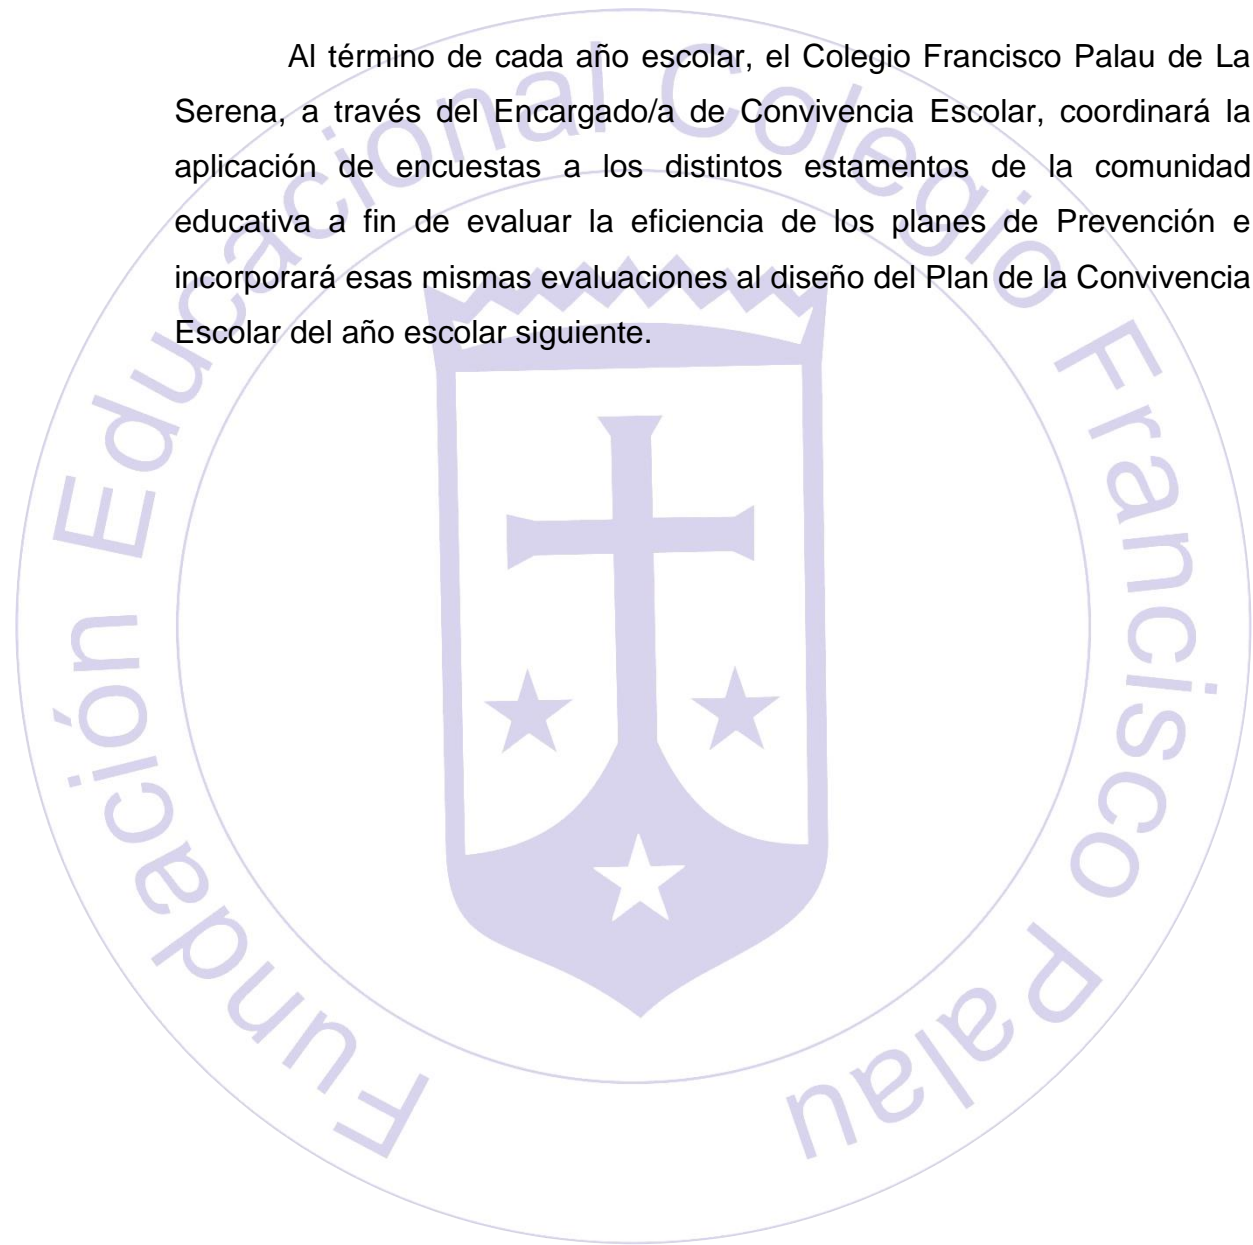 Al término de cada año escolar, el Colegio Francisco Palau de La
Serena, a través del Encargado/a de Convivencia Escolar, coordinará la
aplicación de encuestas a los distintos estamentos de la comunidad
educativa a fin de evaluar la eficiencia de los planes de Prevención e
incorporará esas mismas evaluaciones al diseño del Plan de la Convivencia
Escolar del año escolar siguiente.
Fundación Educacional Colegio Francisco Palau